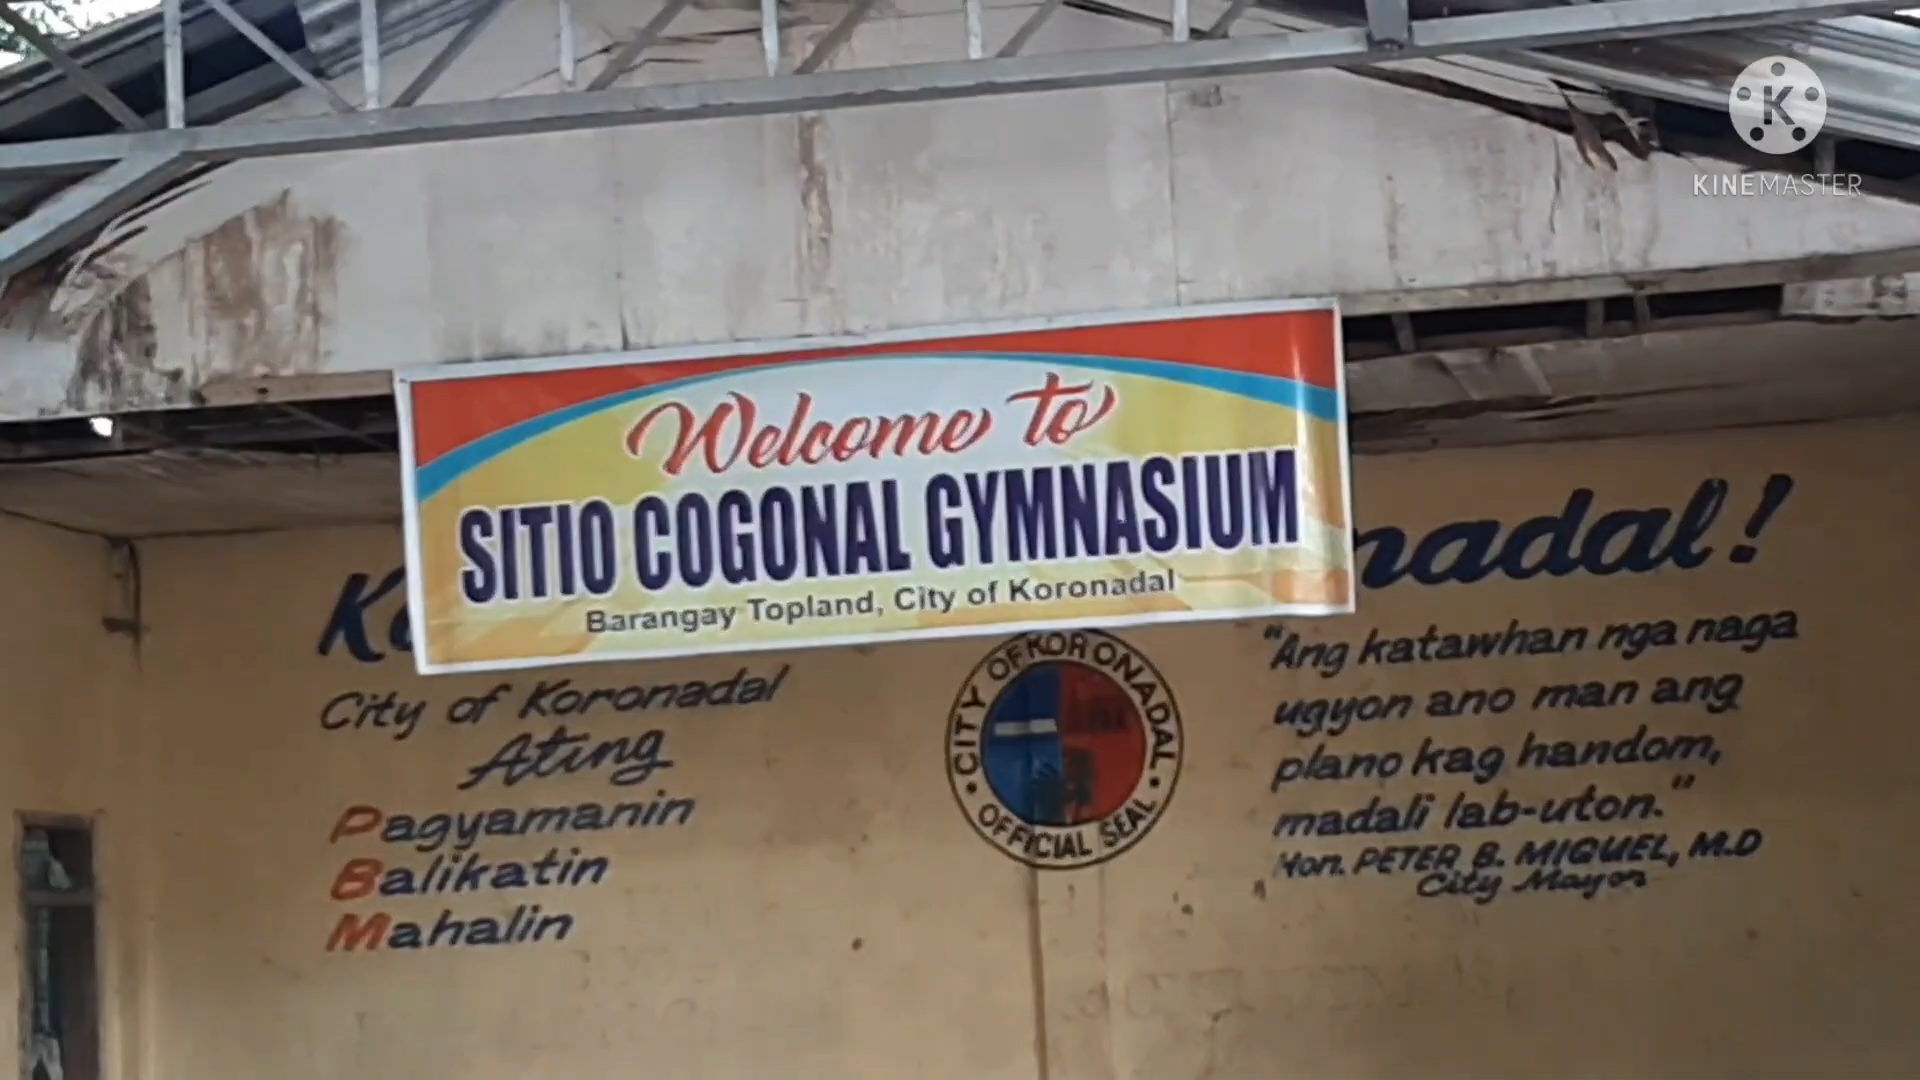 KINEMASTER
Welcome to
SITIO COGONAL GYMNASIUM
Barangay Topland, City of Koronadal
nadal!
City of Koronadal
Ating
Pagyamanin
Balikatin
Mahalin
CITY OF KORONADAL
OFFICIAL SEAL
"Ang katawhan nga naga
ugyon ano man ang
plano kag handom,
madali lab-uton."
Hon. PETER B. MIGUEL, M.D
City Mayor